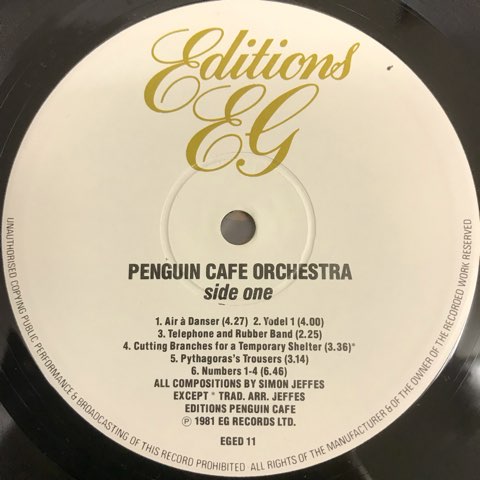 Editions
EG
PENGUIN CAFE ORCHESTRA
side one
1. Air à Danser (4.27) 2. Yodel 1 (4.00)
3. Telephone and Rubber Band (2.25)
4. Cutting Branches for a Temporary Shelter (3.36)*
5. Pythagoras's Trousers (3.14)
6. Numbers 1-4 (6.46)
ALL COMPOSITIONS BY SIMON JEFFES
EXCEPT * TRAD. ARR. JEFFES
EDITIONS PENGUIN CAFE
℗ 1981 EG RECORDS LTD.
EGED 11
UNAUTHORISED COPYING PUBLIC PERFORMANCE & BROADCASTING OF THIS RECORD PROHIBITED ALL RIGHTS OF THE MANUFACTURER & OF THE OWNER OF THE RECORDED WORK RESERVED